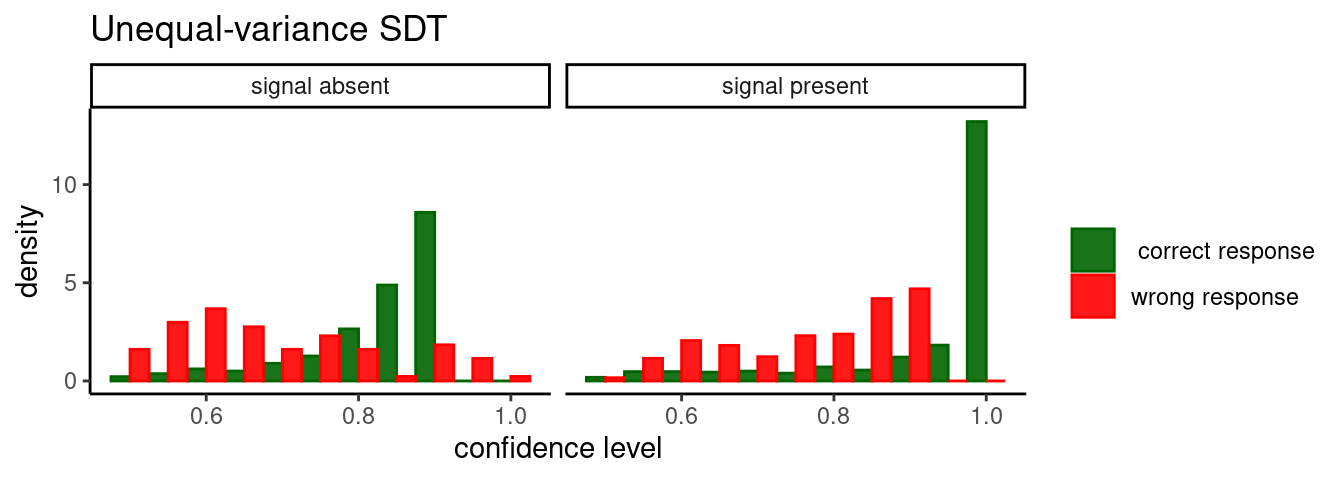 Unequal-variance SDT
signal absent
signal present
density
10
5
0
0.6
0.8
1.0
0.6
0.8
1.0
confidence level
correct response
wrong response